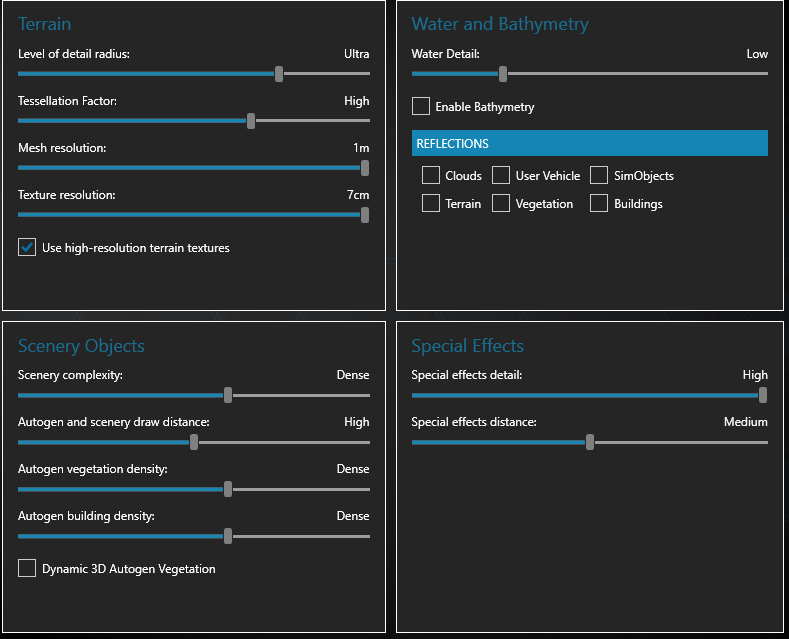 Terrain
Level of detail radius: Ultra
Tessellation Factor: High
Mesh resolution: 1m
Texture resolution: 7cm
Use high-resolution terrain textures
Water and Bathymetry
Water Detail: Low
Enable Bathymetry
REFLECTIONS
Clouds User Vehicle SimObjects
Terrain Vegetation Buildings
Scenery Objects
Scenery complexity: Dense
Autogen and scenery draw distance: High
Autogen vegetation density: Dense
Autogen building density: Dense
Dynamic 3D Autogen Vegetation
Special Effects
Special effects detail: High
Special effects distance: Medium